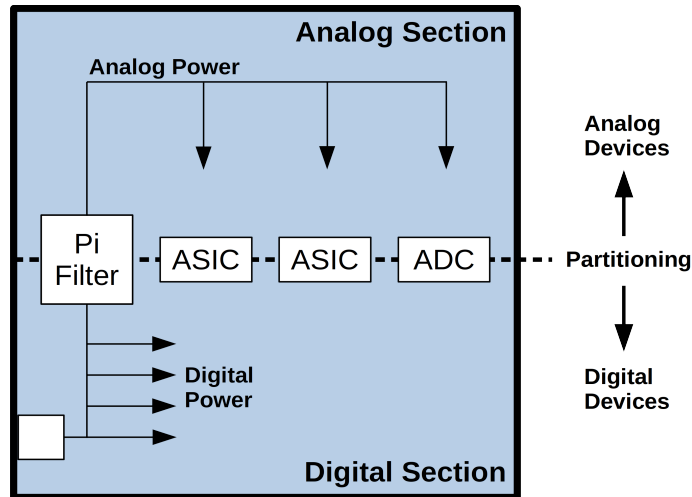 Analog Section
Analog Power
Analog
Devices
Pi
Filter
ASIC
ASIC
ADC
Partitioning
Digital
Power
Digital
Devices
Digital Section